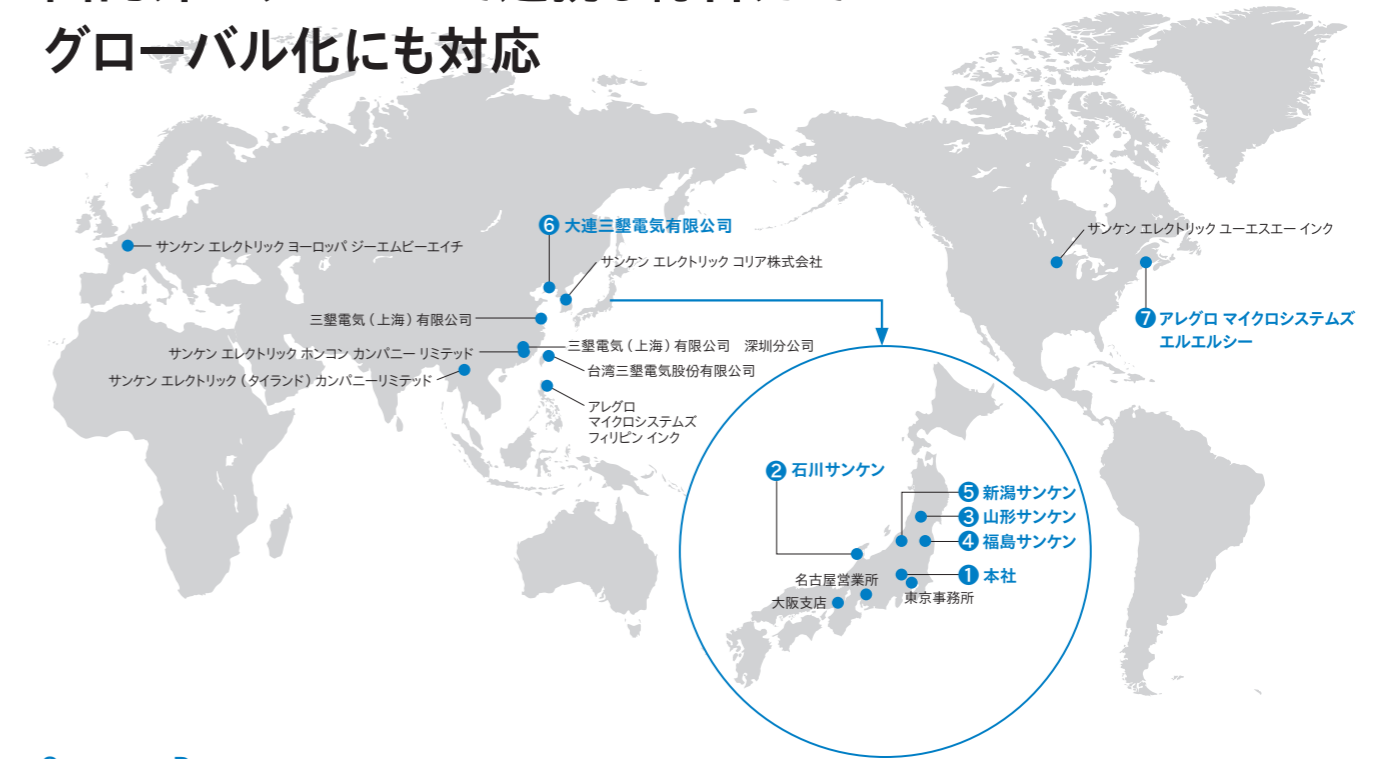 グローバル化にも対応
❻ 大連三墾電気有限公司
サンケン エレクトリック ヨーロッパ ジーエムビーエイチ
サンケン エレクトリック コリア株式会社
サンケン エレクトリック ユーエスエー インク
三墾電気（上海）有限公司
❼ アレグロ マイクロシステムズ
エルエルシー
サンケン エレクトリック ホンコン カンパニー リミテッド
三墾電気（上海）有限公司　深圳分公司
台湾三墾電気股份有限公司
サンケン エレクトリック（タイランド）カンパニーリミテッド
アレグロ
マイクロシステムズ
フィリピン インク
❷ 石川サンケン
❺ 新潟サンケン
❸ 山形サンケン
❹ 福島サンケン
❶ 本社
名古屋営業所
大阪支店
東京事務所